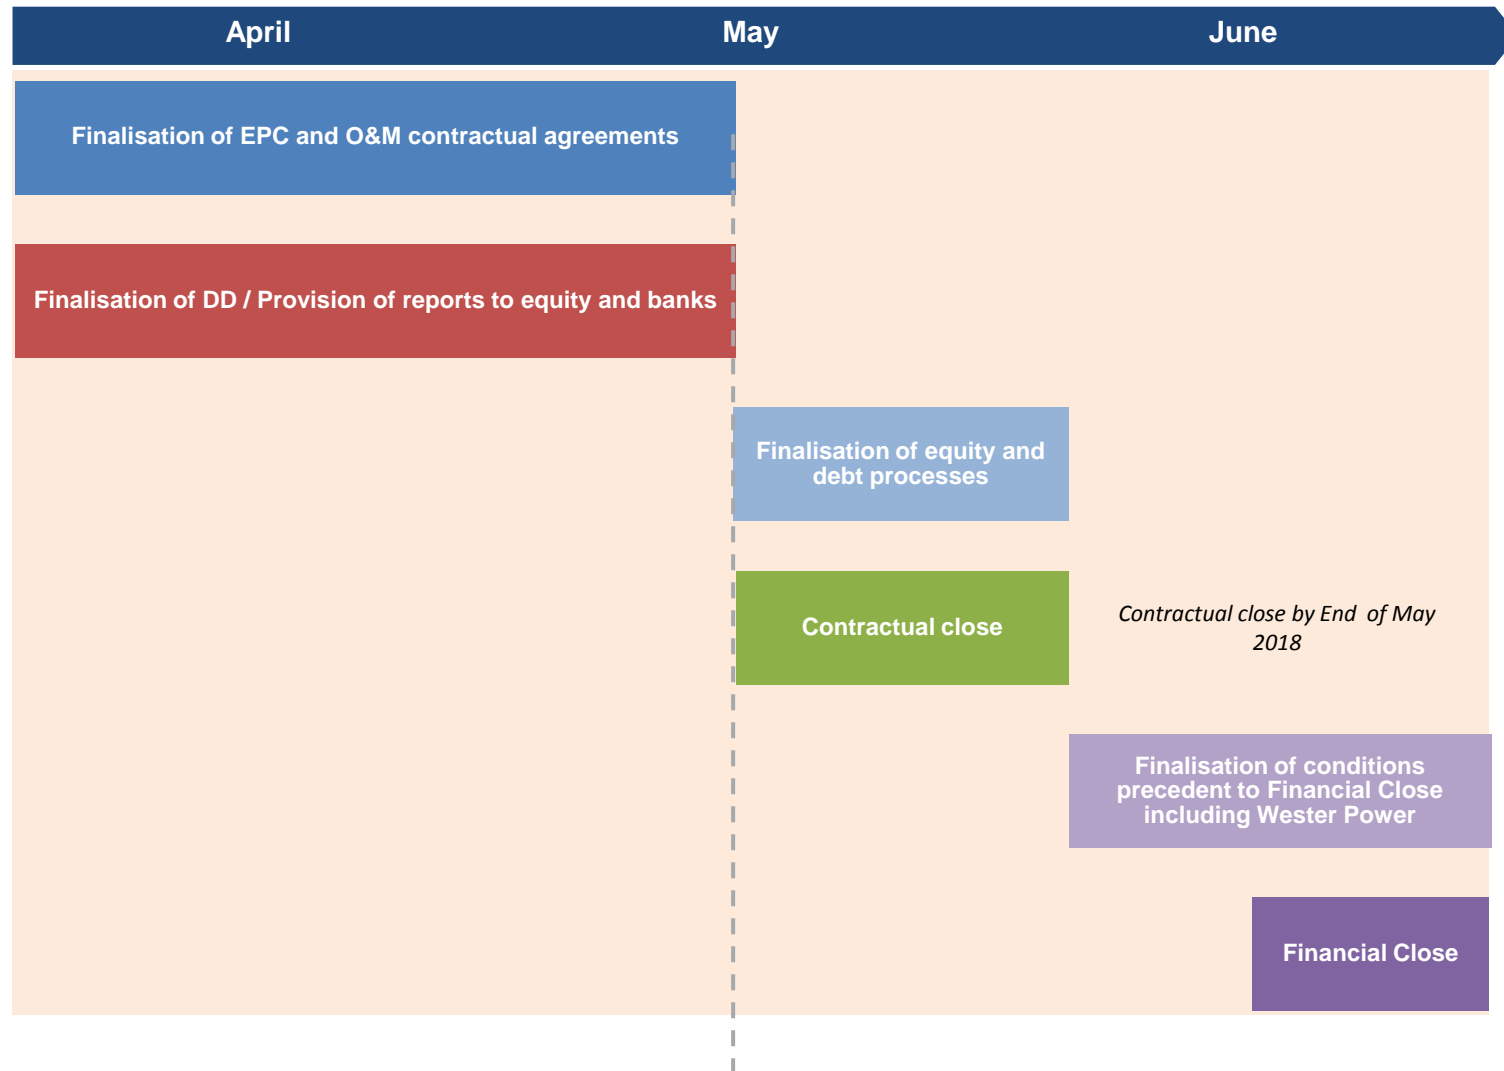 April May June
Finalisation of EPC and O&M contractual agreements
Finalisation of DD / Provision of reports to equity and banks
Finalisation of equity and
debt processes
Contractual close
Contractual close by End of May
2018
Finalisation of conditions
precedent to Financial Close
including Wester Power
Financial Close